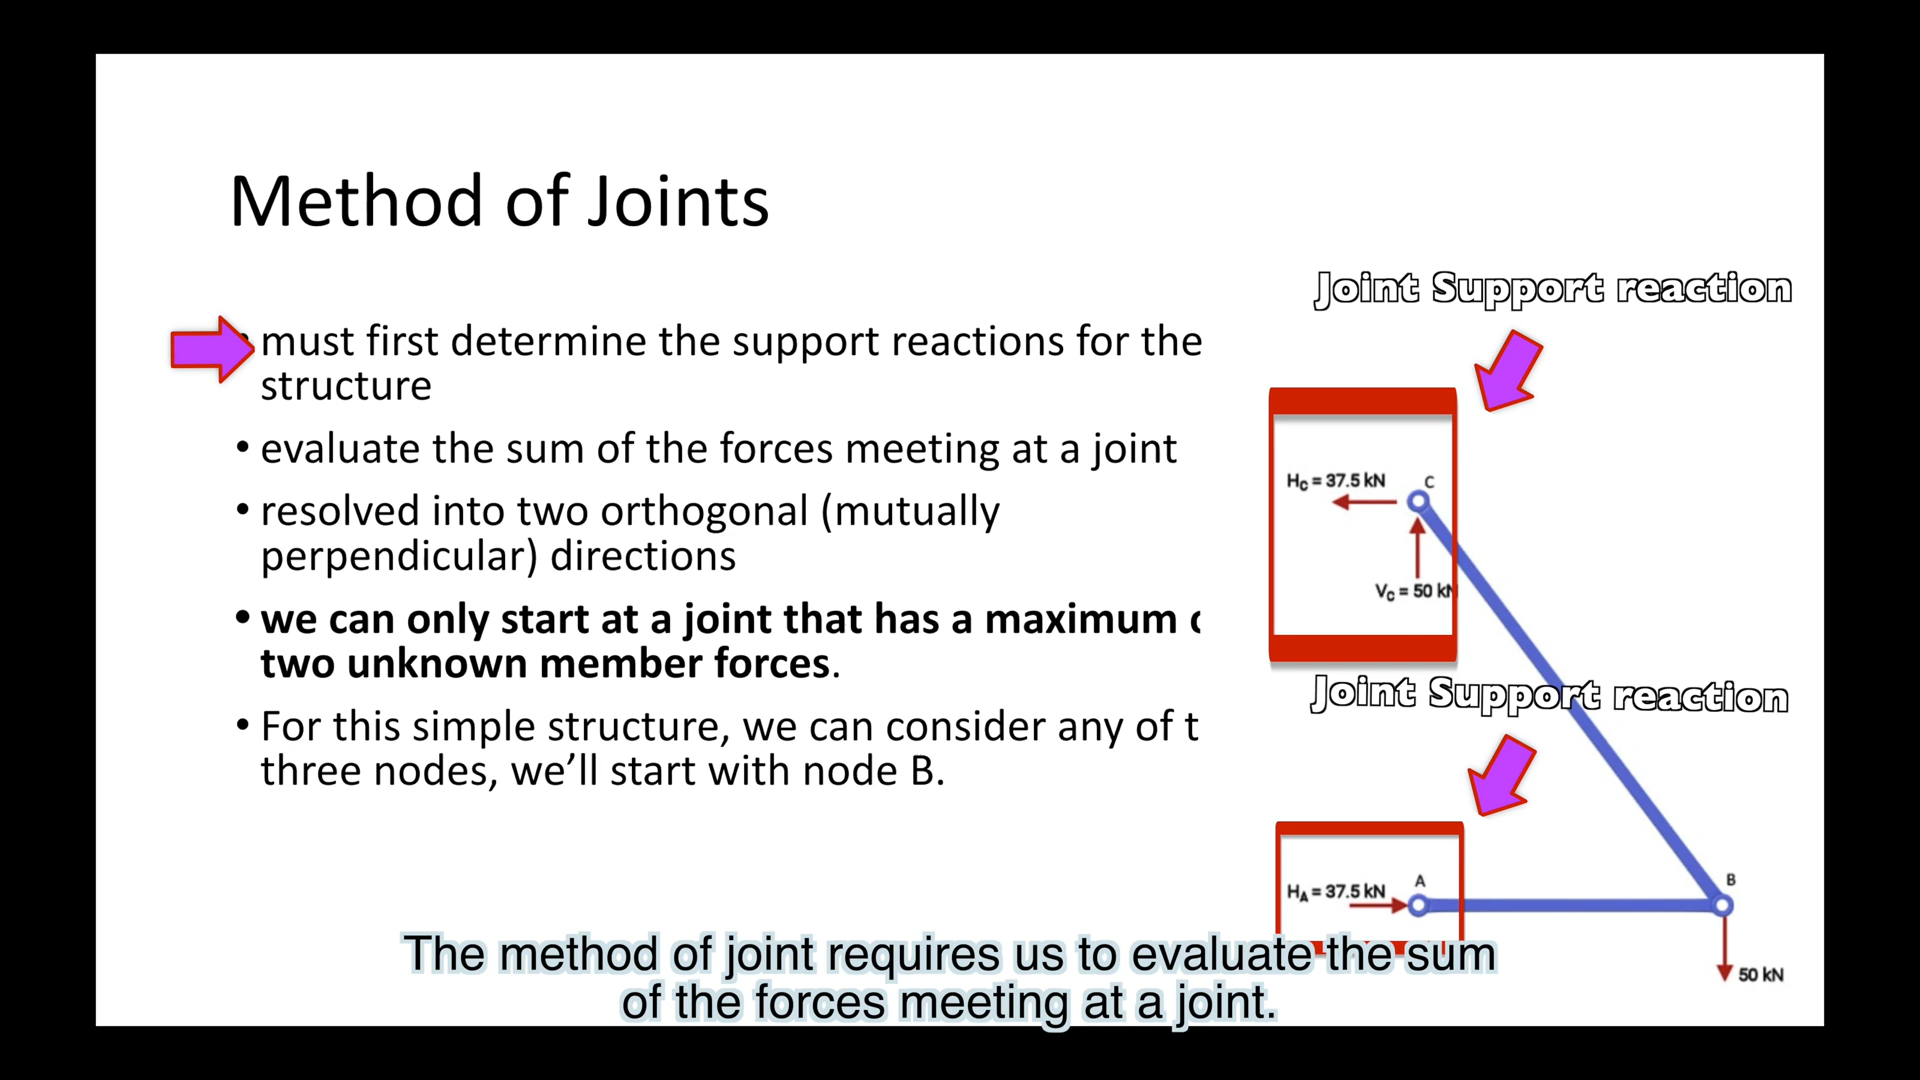 Method of Joints
must first determine the support reactions for the
structure
• evaluate the sum of the forces meeting at a joint
• resolved into two orthogonal (mutually
perpendicular) directions
• we can only start at a joint that has a maximum
two unknown member forces.
• For this simple structure, we can consider any of t
three nodes, we’ll start with node B.
Joint Support reaction
HC = 37.5 kN
C
VC = 50 kN
Joint Support reaction
HA = 37.5 kN
A
B
50 kN
The method of joint requires us to evaluate the sum
of the forces meeting at a joint.